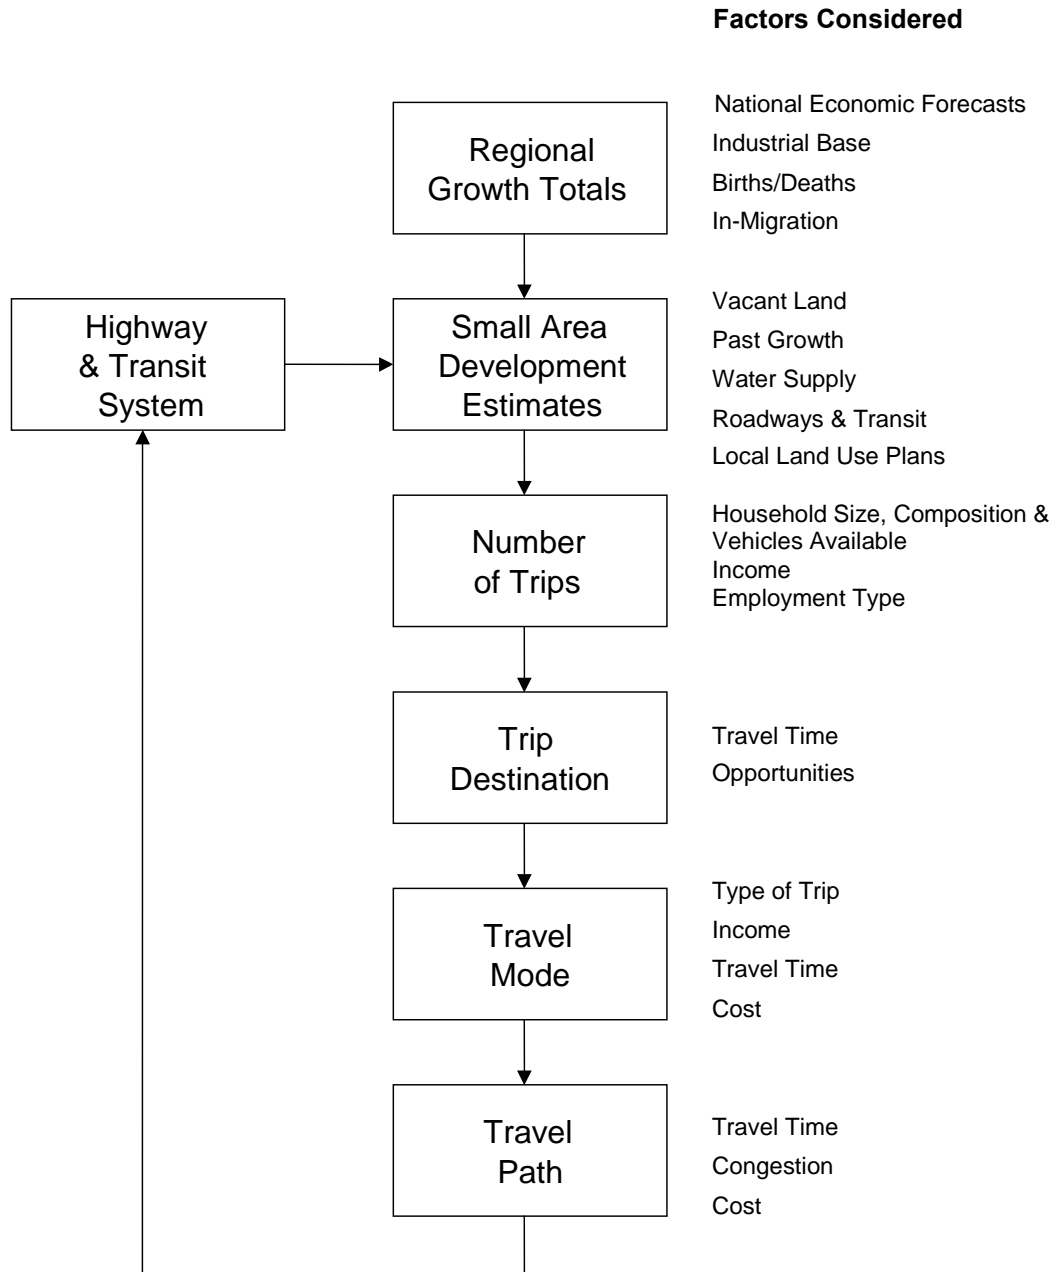 Factors Considered
Regional
Growth Totals
National Economic Forecasts
Industrial Base
Births/Deaths
In-Migration
Highway
& Transit
System
Small Area
Development
Estimates
Vacant Land
Past Growth
Water Supply
Roadways & Transit
Local Land Use Plans
Number
of Trips
Household Size, Composition &
Vehicles Available
Income
Employment Type
Trip
Destination
Travel Time
Opportunities
Travel
Mode
Type of Trip
Income
Travel Time
Cost
Travel
Path
Travel Time
Congestion
Cost